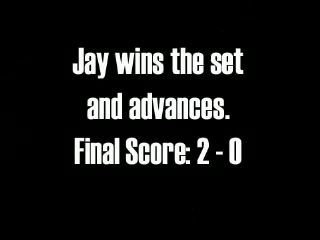 Jay wins the set
and advances.
Final Score: 2 - 0